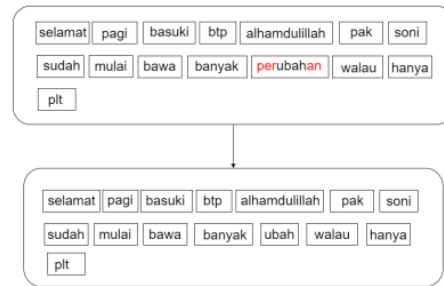 selamat pagi basuki btp alhamdulillah pak soni
sudah mulai bawa banyak perubahan walau hanya
plt
selamat pagi basuki btp alhamdulillah pak soni
sudah mulai bawa banyak ubah walau hanya
plt